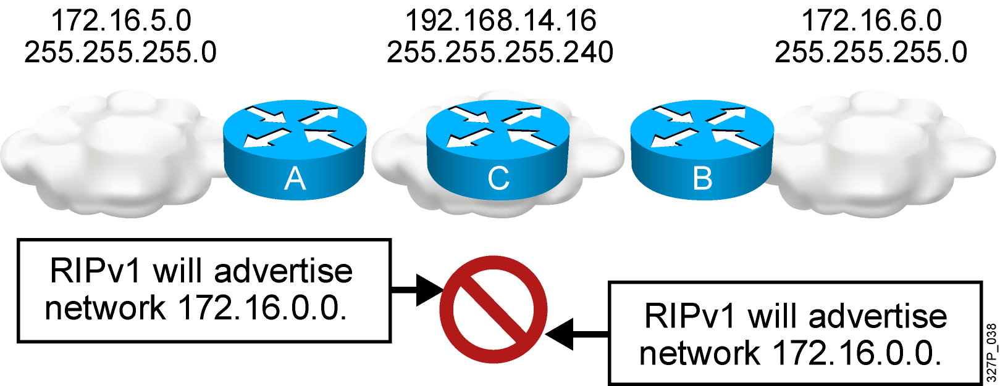 172.16.5.0
255.255.255.0
192.168.14.16
255.255.255.240
172.16.6.0
255.255.255.0
A
C
B
RIPv1 will advertise
network 172.16.0.0.
RIPv1 will advertise
network 172.16.0.0.
327P_038